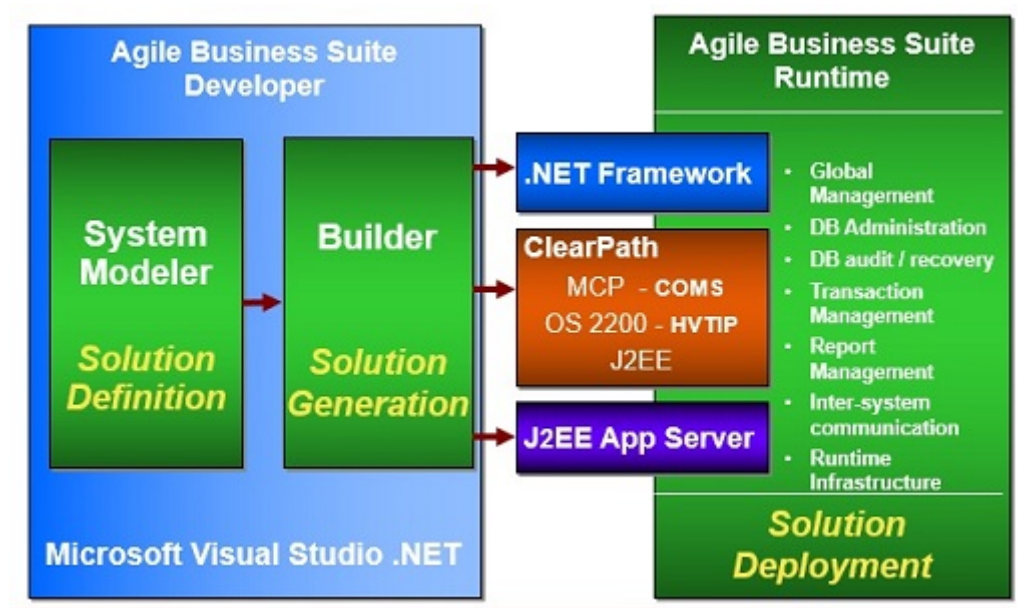 Agile Business Suite
Developer
System
Modeler
Solution
Definition
Builder
Solution
Generation
Microsoft Visual Studio .NET
.NET Framework
ClearPath
MCP - COMS
OS 2200 - HVTIP
J2EE
J2EE App Server
Agile Business Suite
Runtime
• Global
Management
• DB Administration
• DB audit / recovery
• Transaction
Management
• Report
Management
• Inter-system
communication
• Runtime
Infrastructure
Solution
Deployment